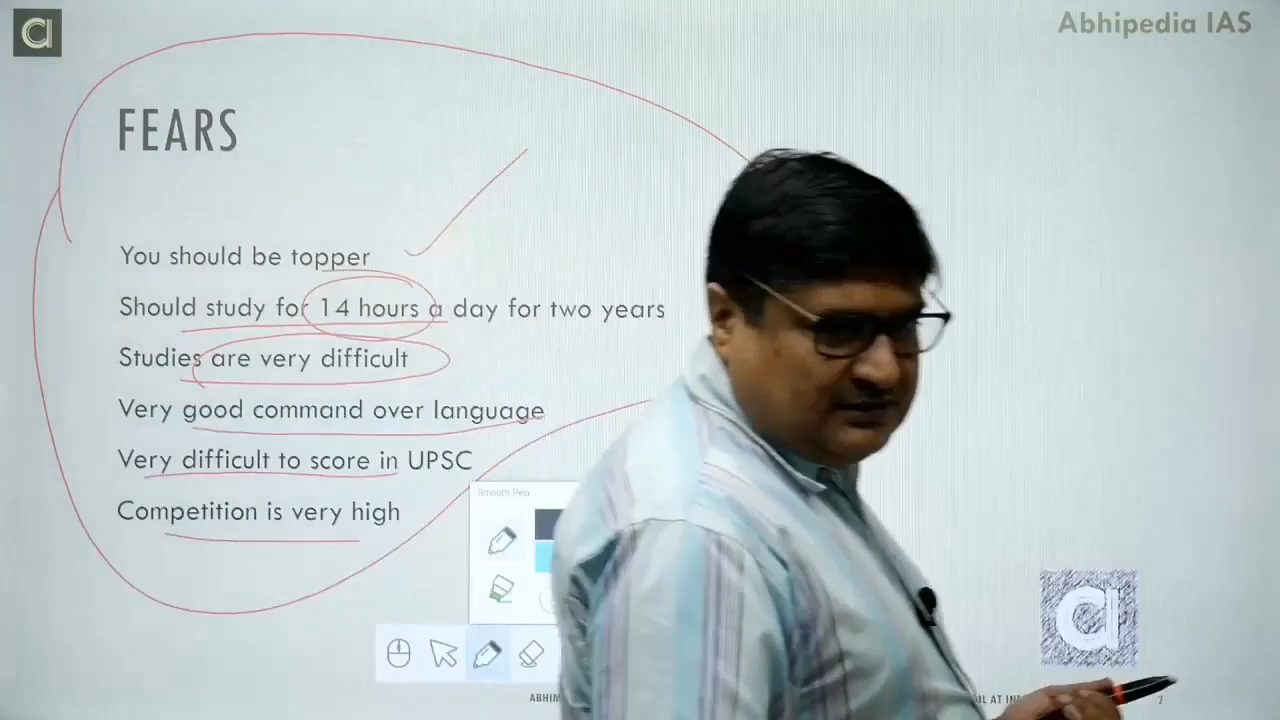 Abhipedia IAS
FEARS
You should be topper
Should study for 14 hours a day for two years
Studies are very difficult
Very good command over language
Very difficult to score in UPSC
Competition is very high
Smooth Pen
2